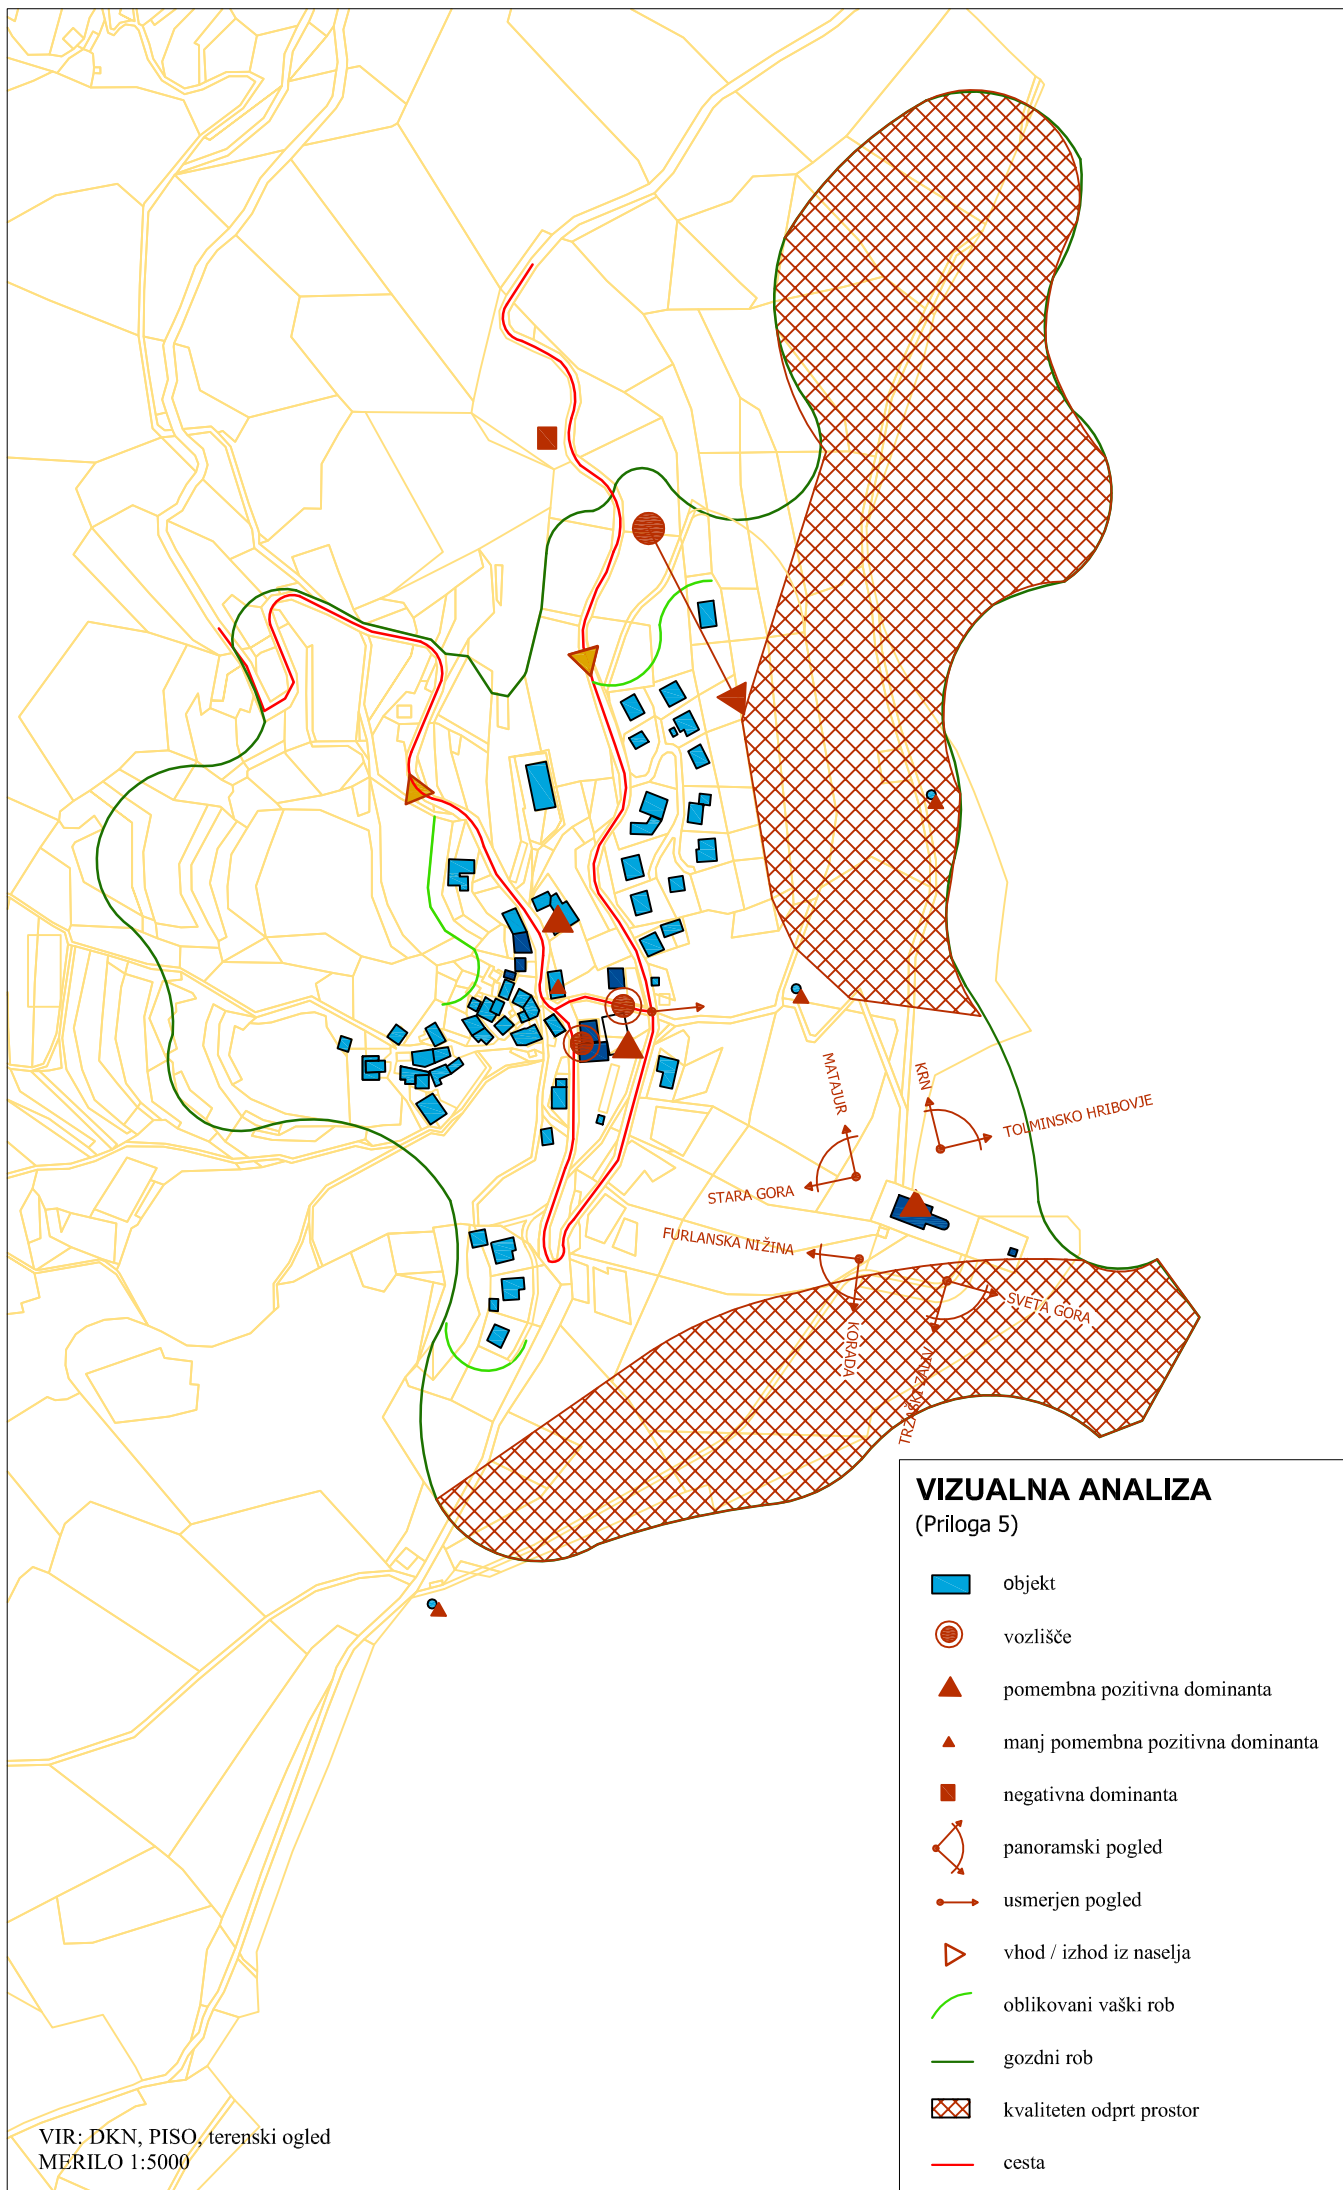 MATAJUR
KRN
TOLMINSKO HRIBOVJE
STARA GORA
FURLANSKA NIŽINA
SVETA GORA
KORADA
TRŽAŠKI ZALIV
VIZUALNA ANALIZA
(Priloga 5)
objekt
vozlišče
pomembna pozitivna dominanta
manj pomembna pozitivna dominanta
negativna dominanta
panoramski pogled
usmerjen pogled
vhod / izhod iz naselja
oblikovani vaški rob
gozdni rob
kvaliteten odprt prostor
cesta
VIR: DKN, PISO, terenski ogled
MERILO 1:5000